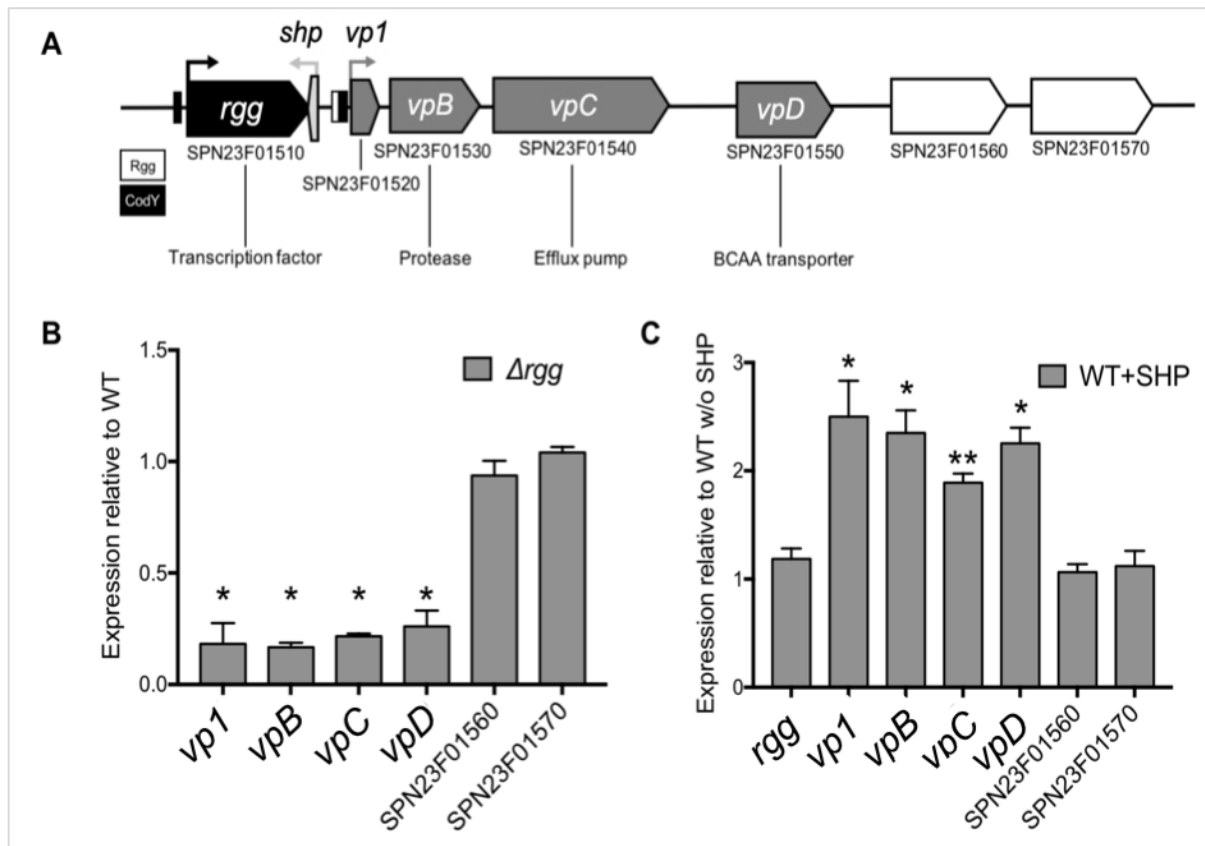 A
shp vp1
rgg vpB vpC vpD
SPN23F01510 SPN23F01530 SPN23F01540 SPN23F01550 SPN23F01560 SPN23F01570
Rgg
SPN23F01520
CodY
Transcription factor Protease Efflux pump BCAA transporter
B
Expression relative to WT
1.5
1.0
0.5
0.0
Δrgg
* * * *
vp1 vpB vpC vpD SPN23F01560 SPN23F01570
C
Expression relative to WT w/o SHP
3
2
1
0
WT+SHP
* * ** *
rgg vp1 vpB vpC vpD SPN23F01560 SPN23F01570